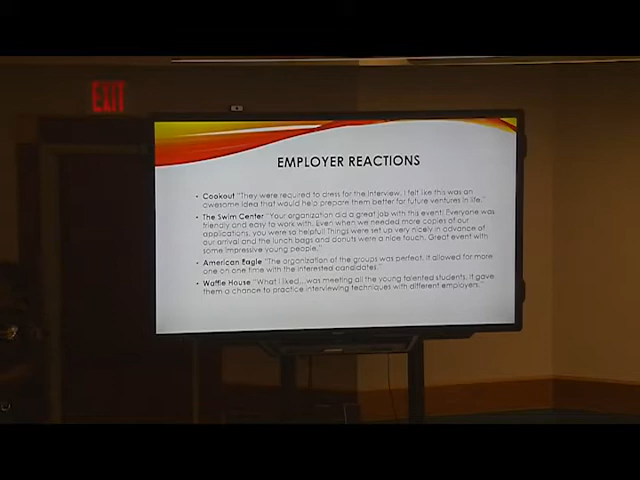 EXIT
EMPLOYER REACTIONS
• Cookout "They were required to dress for the interview. I felt like this was an
awesome idea that would help prepare them better for future ventures in life."
• The Swim Center "Your organization did a great job with this event! Everyone was
friendly and easy to work with. Even when we needed more copies of our
applications, you were so helpful! Things were set up very nicely in advance of
our arrival and the lunch bags and donuts were a nice touch. Great event with
some impressive young people."
• American Eagle "The organization of the groups was perfect. It allowed for more
one on one time with the interested candidates."
• Waffle House "What I liked...was meeting all the young talented students. It gave
them a chance to practice interviewing techniques with different employers."